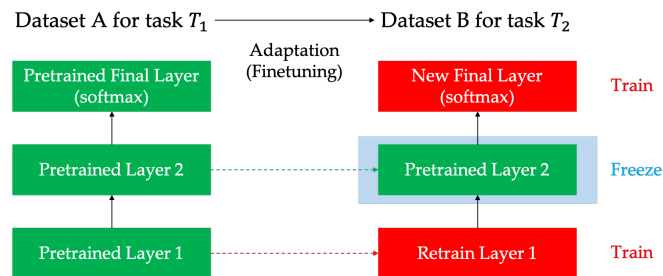 Dataset A for task T₁
Dataset B for task T₂
Adaptation
(Finetuning)
Pretrained Final Layer
(softmax)
New Final Layer
(softmax)
Train
Pretrained Layer 2
Pretrained Layer 2
Freeze
Pretrained Layer 1
Retrain Layer 1
Train